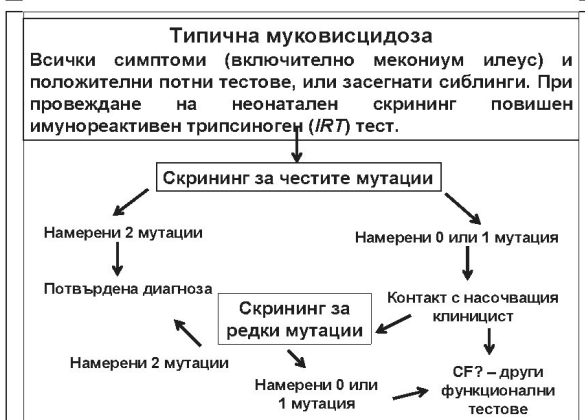 Типична муковисцидоза
Всички симптоми (включително мекониум илеус) и
положителни потни тестове, или засегнати сиблинги. При
провеждане на неонатален скрининг повишен
имунореактивен трипсиноген (IRT) тест.
Скрининг за честите мутации
Намерени 2 мутации
Намерени 0 или 1 мутация
Потвърдена диагноза
Контакт с насочващия
клиницист
Скрининг за
редки мутации
Намерени 2 мутации
Намерени 0 или
1 мутация
CF? – други
функционални
тестове